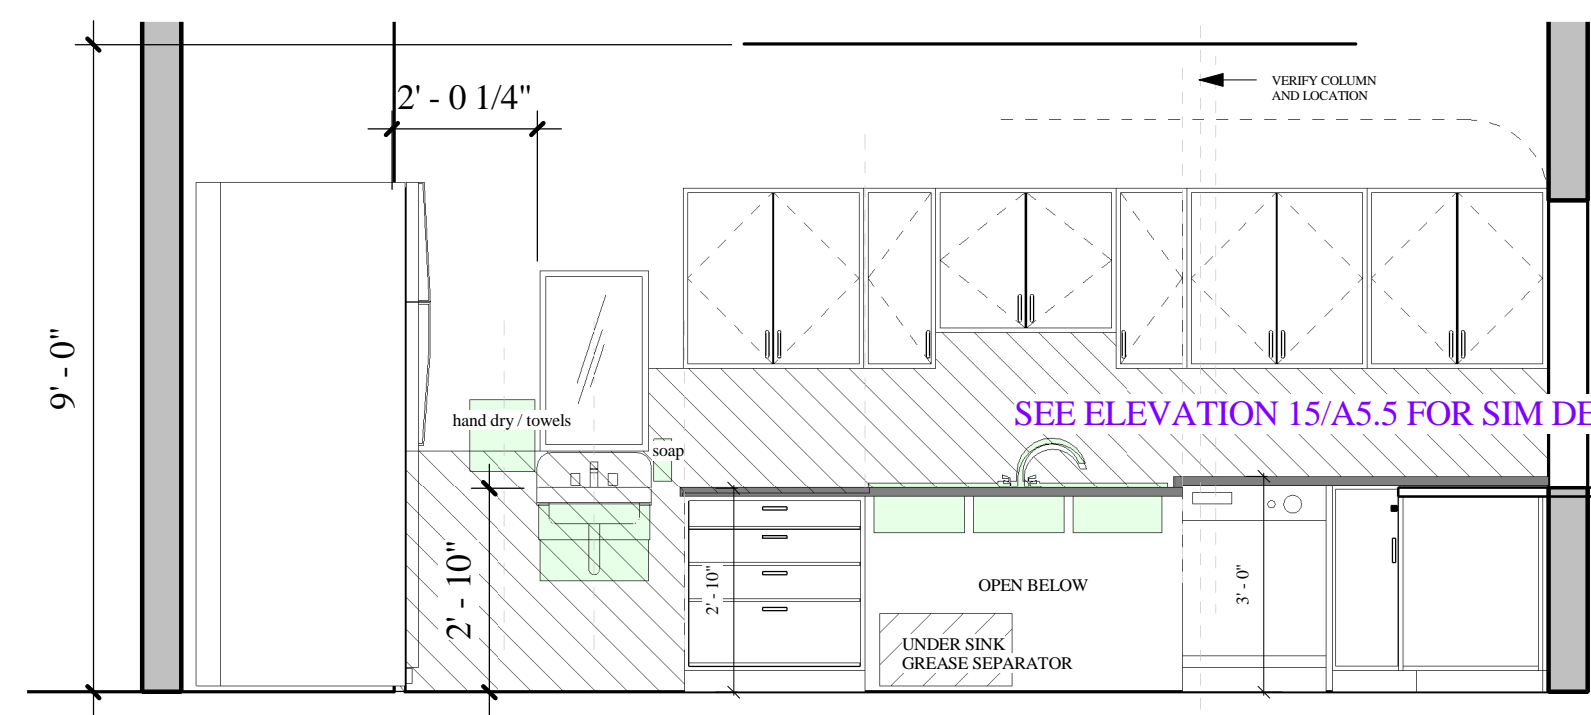 2' - 0 1/4"
VERIFY COLUMN
AND LOCATION
9' - 0"
hand dry / towels
SEE ELEVATION 15/A5.5 FOR SIM DE
soap
2' - 10"
2' - 10"
OPEN BELOW
3' - 0"
UNDER SINK
GREASE SEPARATOR